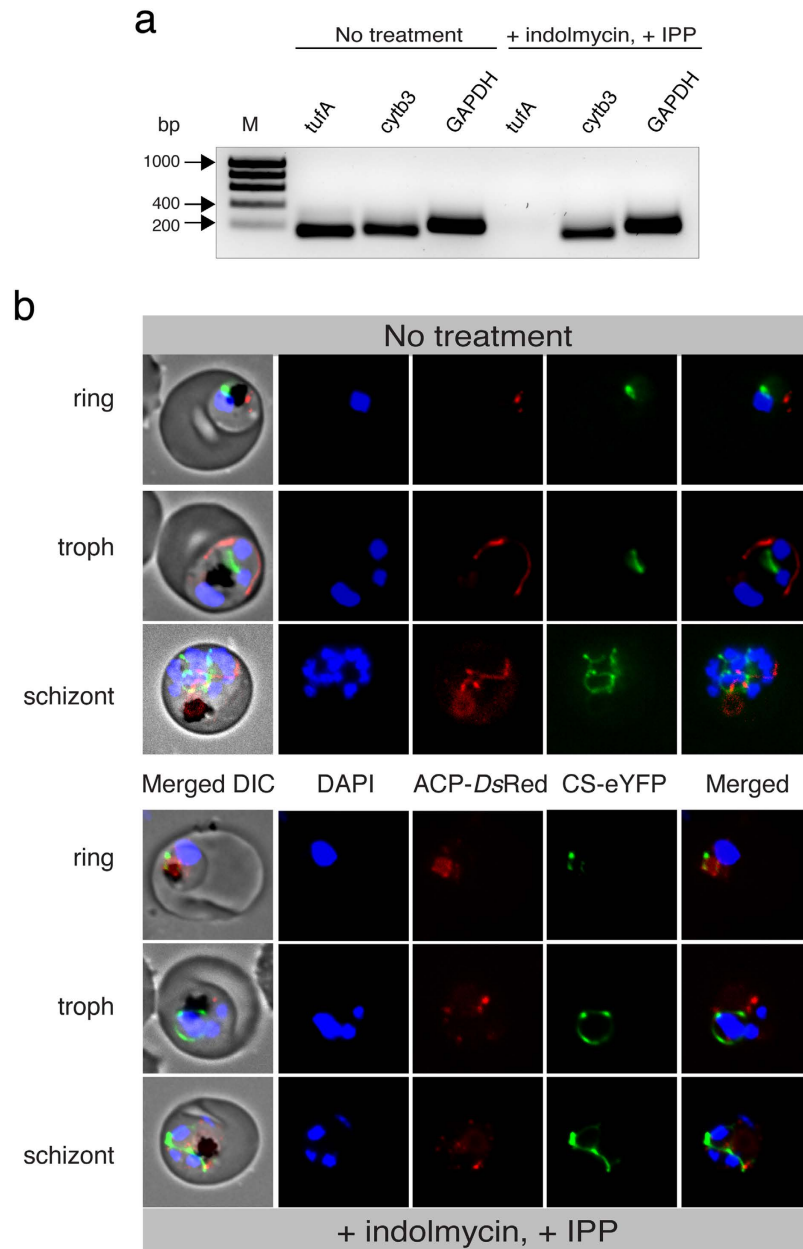 a
No treatment
+ indolmycin, + IPP
bp
M
tufA
cytb3
GAPDH
tufA
cytb3
GAPDH
1000
400
200
b
No treatment
ring
troph
schizont
Merged DIC
DAPI
ACP-DsRed
CS-eYFP
Merged
ring
troph
schizont
+ indolmycin, + IPP